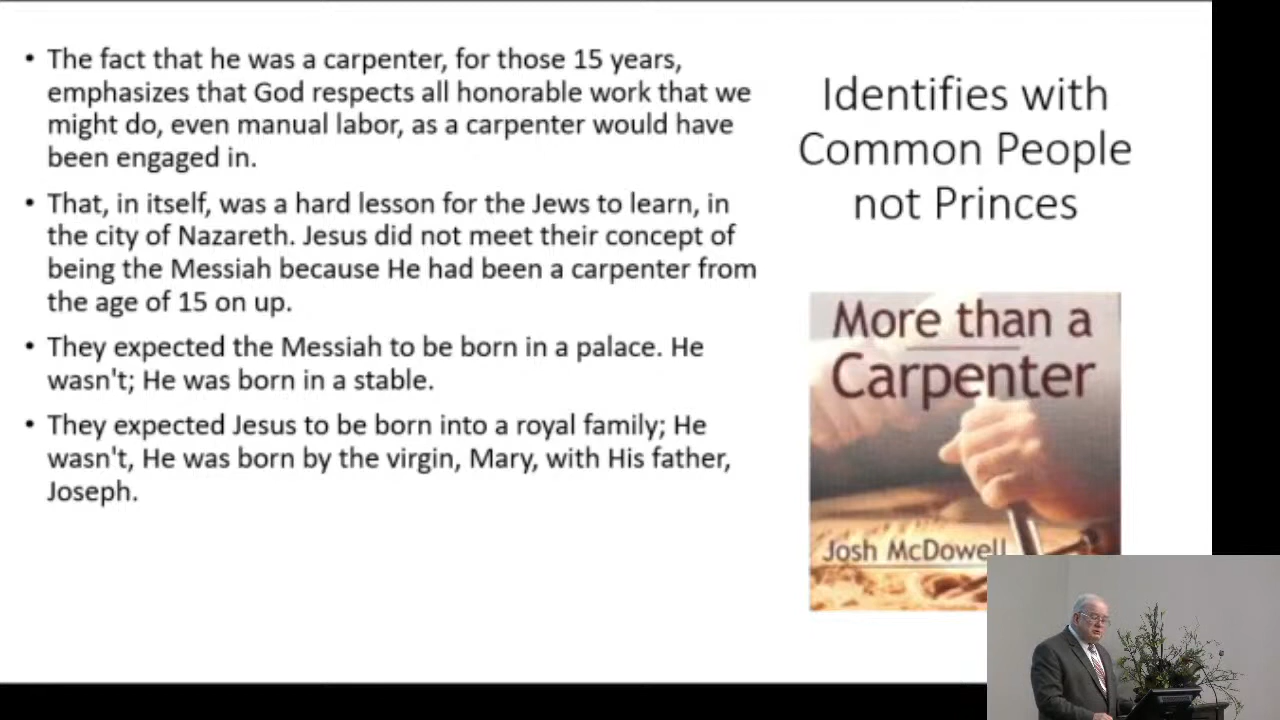 • The fact that he was a carpenter, for those 15 years,
emphasizes that God respects all honorable work that we
might do, even manual labor, as a carpenter would have
been engaged in.
• That, in itself, was a hard lesson for the Jews to learn, in
the city of Nazareth. Jesus did not meet their concept of
being the Messiah because He had been a carpenter from
the age of 15 on up.
• They expected the Messiah to be born in a palace. He
wasn't; He was born in a stable.
• They expected Jesus to be born into a royal family; He
wasn't, He was born by the virgin, Mary, with His father,
Joseph.
Identifies with
Common People
not Princes
More than a
Carpenter
Josh McDowell